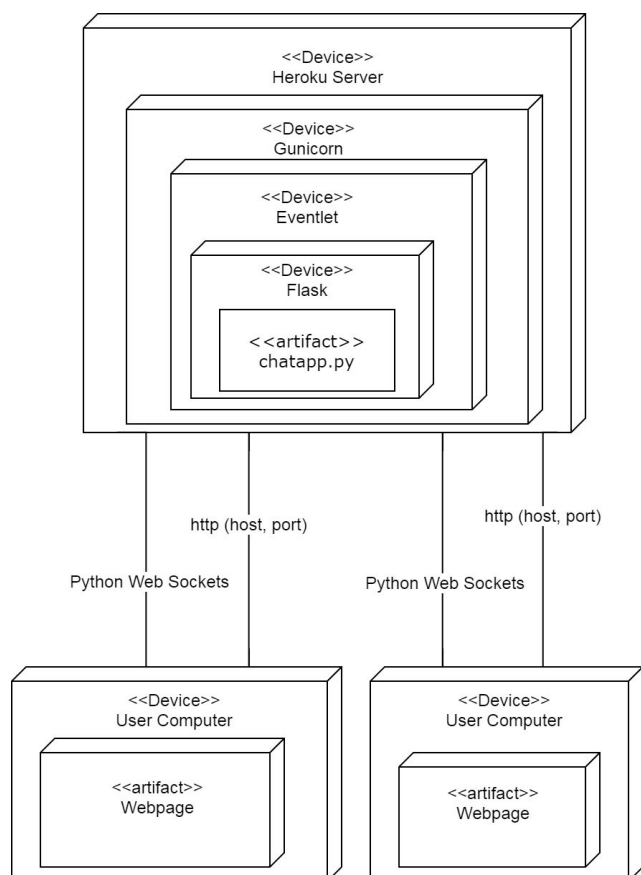 <<Device>>
Heroku Server
<<Device>>
Gunicorn
<<Device>>
Eventlet
<<Device>>
Flask
<<artifact>>
chatapp.py
http (host, port)
http (host, port)
Python Web Sockets
Python Web Sockets
<<Device>>
User Computer
<<artifact>>
Webpage
<<Device>>
User Computer
<<artifact>>
Webpage